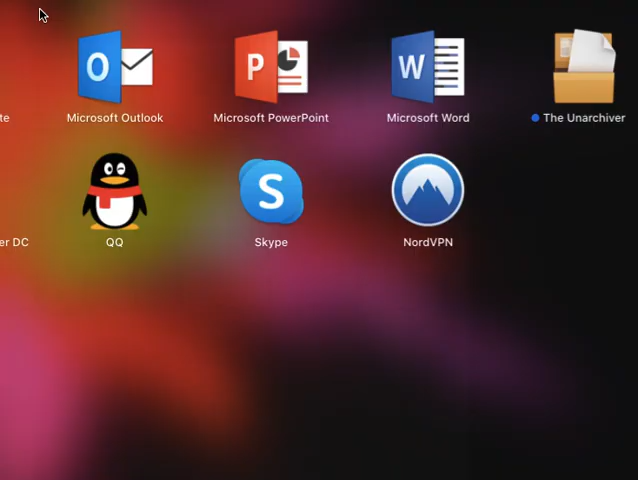 O
P
W
te
Microsoft Outlook
Microsoft PowerPoint
Microsoft Word
The Unarchiver
S
er DC
QQ
Skype
NordVPN